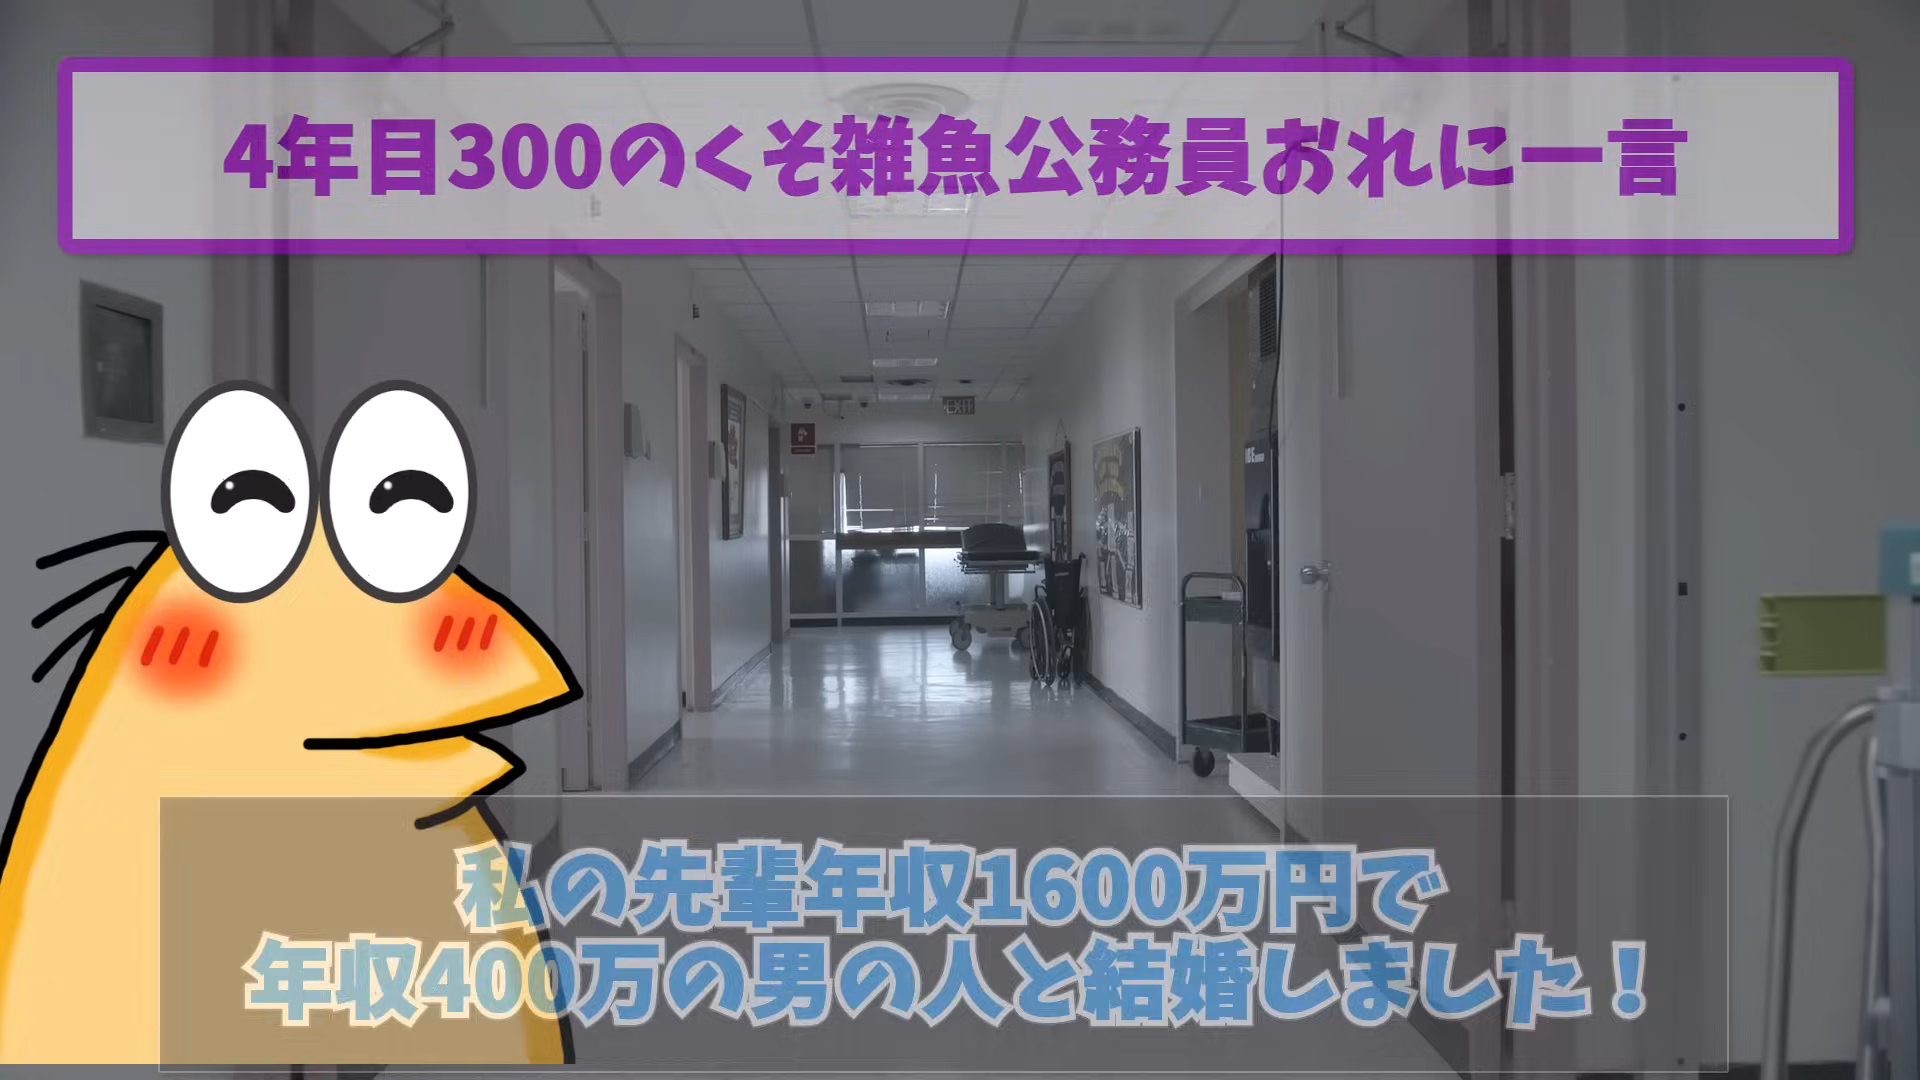 4年目300のくそ雑魚公務員おれに一言
EXIT
私の先輩年収1600万円で
年収400万の男の人と結婚しました！